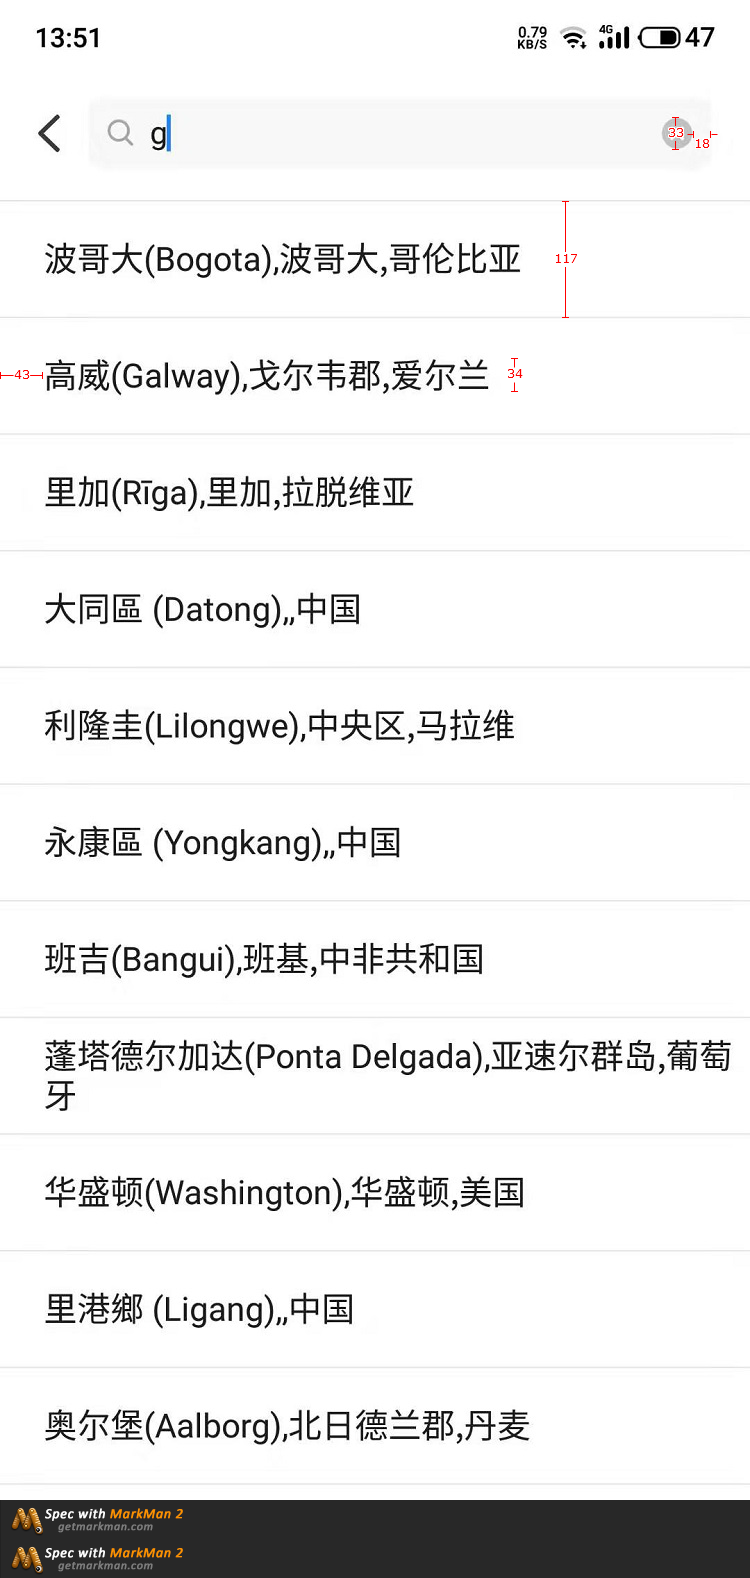 13:51
0.79 KB/S 4G 47
g
33
18
波哥大(Bogota),波哥大,哥伦比亚
117
43
高威(Galway),戈尔韦郡,爱尔兰
34
里加(Rīga),里加,拉脱维亚
大同區 (Datong),,中国
利隆圭(Lilongwe),中央区,马拉维
永康區 (Yongkang),,中国
班吉(Bangui),班基,中非共和国
蓬塔德尔加达(Ponta Delgada),亚速尔群岛,葡萄
牙
华盛顿(Washington),华盛顿,美国
里港鄉 (Ligang),,中国
奥尔堡(Aalborg),北日德兰郡,丹麦
Spec with MarkMan 2
getmarkman.com
Spec with MarkMan 2
getmarkman.com